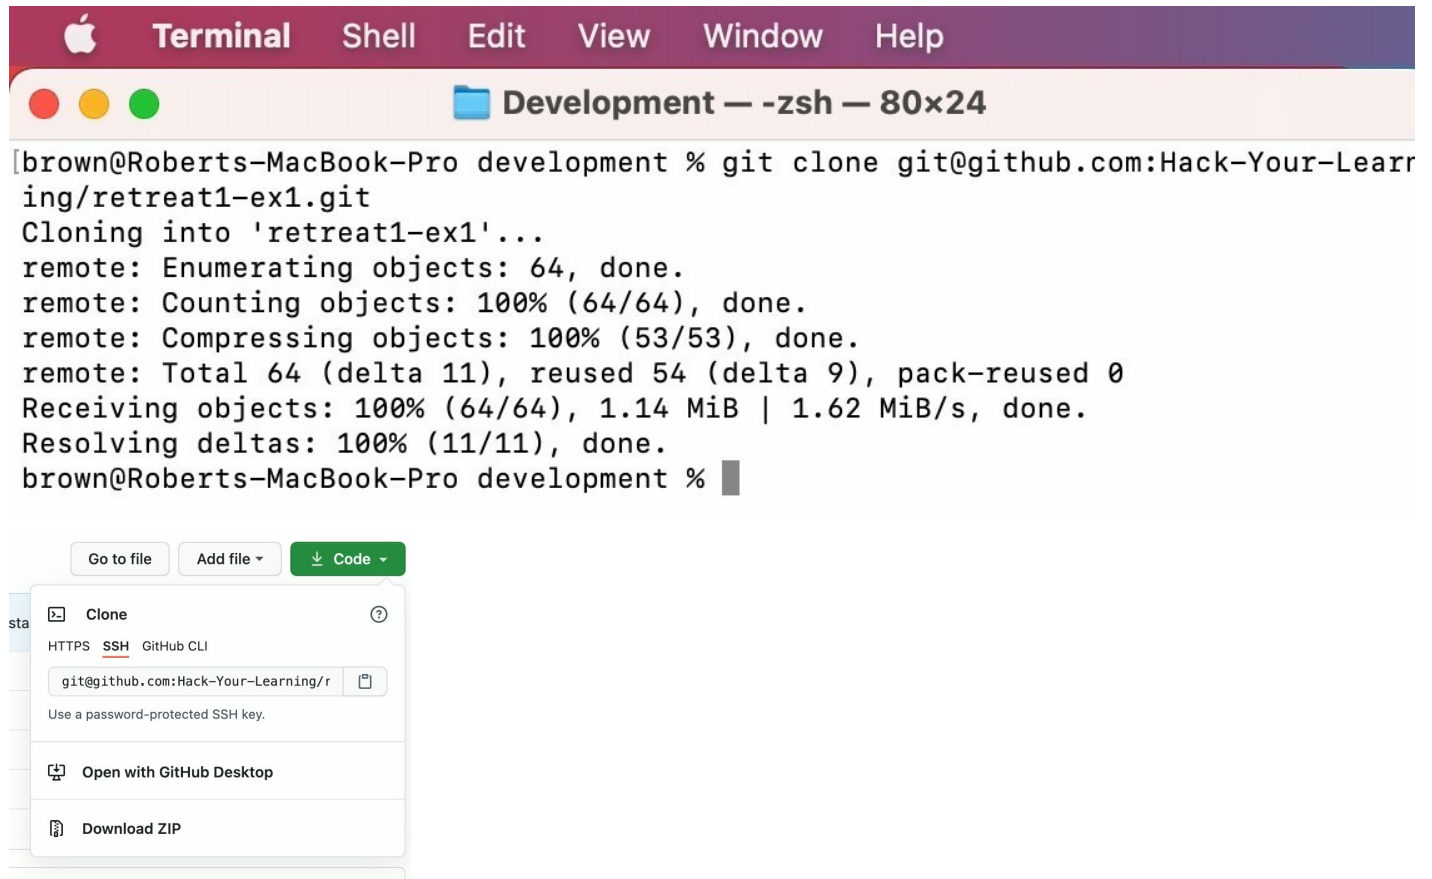 Terminal Shell Edit View Window Help
Development — -zsh — 80×24
[brown@Roberts-MacBook-Pro development % git clone git@github.com:Hack-Your-Learn
ing/retreat1-ex1.git
Cloning into 'retreat1-ex1'...
remote: Enumerating objects: 64, done.
remote: Counting objects: 100% (64/64), done.
remote: Compressing objects: 100% (53/53), done.
remote: Total 64 (delta 11), reused 54 (delta 9), pack-reused 0
Receiving objects: 100% (64/64), 1.14 MiB | 1.62 MiB/s, done.
Resolving deltas: 100% (11/11), done.
brown@Roberts-MacBook-Pro development %
Go to file Add file Code
sta
Clone
HTTPS SSH GitHub CLI
git@github.com:Hack-Your-Learning/r
Use a password-protected SSH key.
Open with GitHub Desktop
Download ZIP